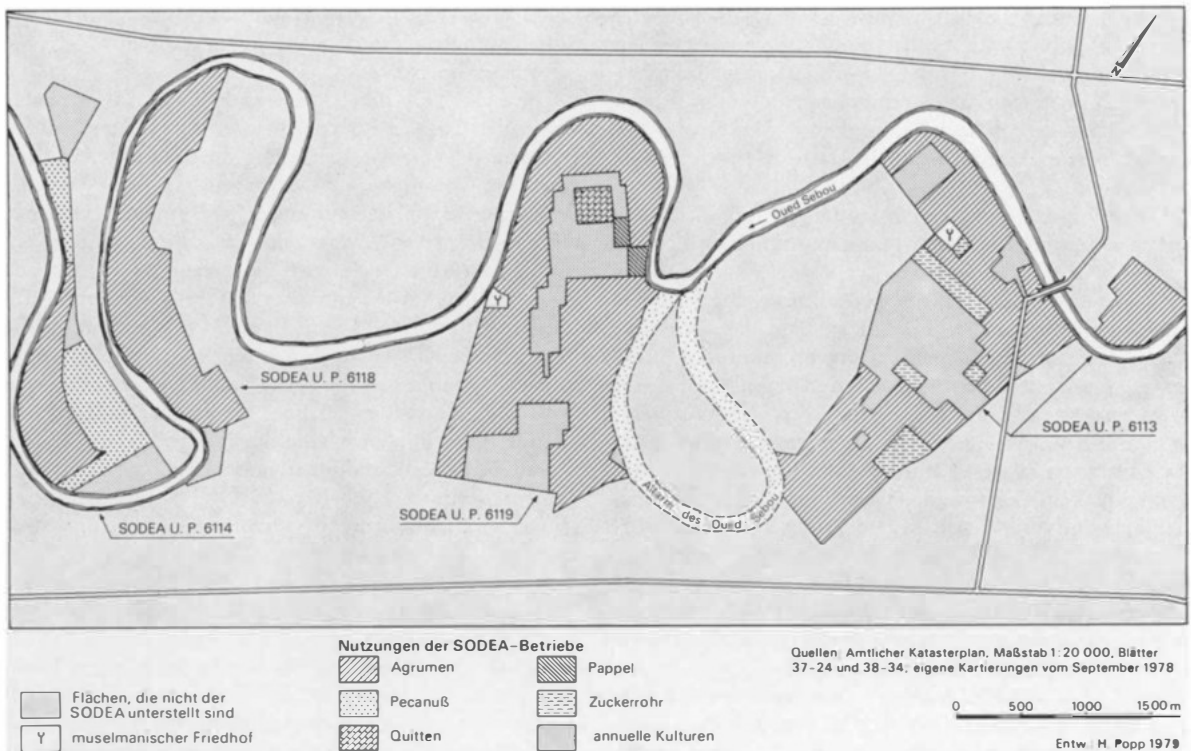 N
Oued Sebou
Y
Y
SODEA U. P. 6118
SODEA U. P. 6113
Altarm des Oued Sebou
SODEA U. P. 6119
SODEA U. P. 6114
Nutzungen der SODEA-Betriebe
Agrumen
Pappel
Pecanuß
Zuckerrohr
Quitten
annuelle Kulturen
Flächen, die nicht der
SODEA unterstellt sind
Y muselmanischer Friedhof
Quellen: Amtlicher Katasterplan, Maßstab 1:20 000, Blätter
37-24 und 38-34; eigene Kartierungen vom September 1978
0 500 1000 1500 m
Entw. H. Popp 1979